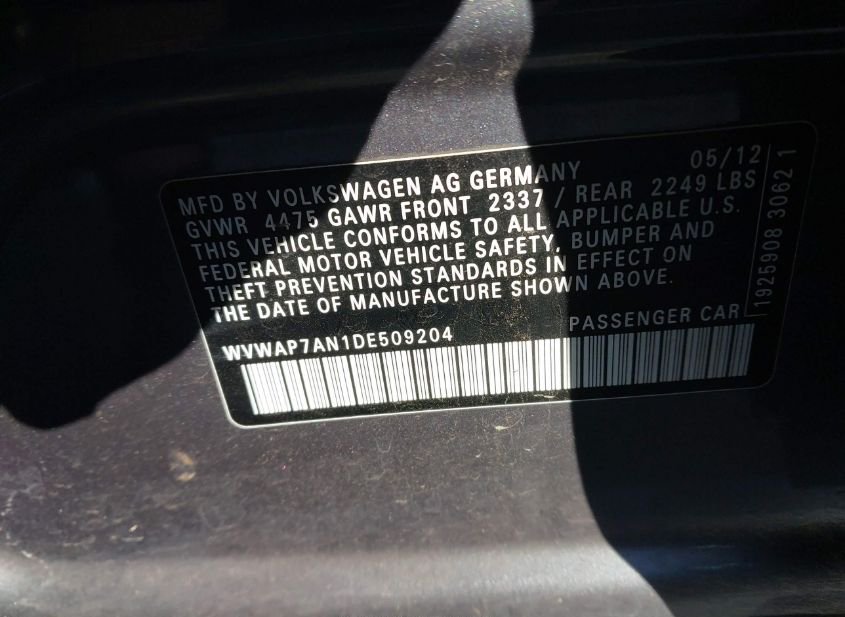 MFD BY VOLKSWAGEN AG GERMANY 05/12
GVWR 4475 GAWR FRONT 2337 / REAR 2249 LBS
THIS VEHICLE CONFORMS TO ALL APPLICABLE U.S.
FEDERAL MOTOR VEHICLE SAFETY, BUMPER AND
THEFT PREVENTION STANDARDS IN EFFECT ON
THE DATE OF MANUFACTURE SHOWN ABOVE.
WVWAP7AN1DE509204 PASSENGER CAR
1925908 3062 1